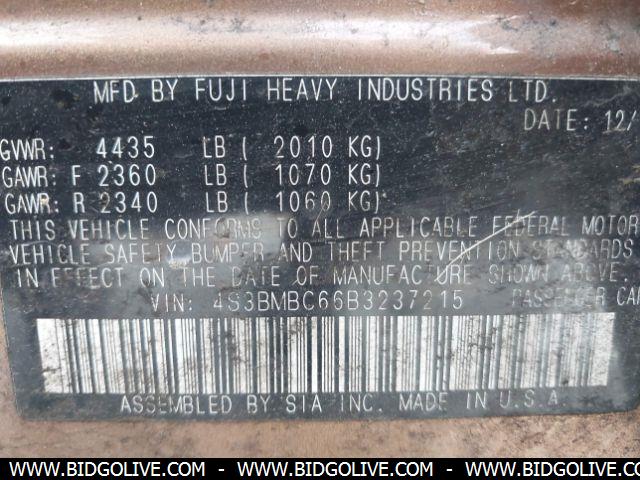 MFD BY FUJI HEAVY INDUSTRIES LTD.
DATE: 12/
GVWR: 4435 LB ( 2010 KG)
GAWR: F 2360 LB ( 1070 KG)
GAWR: R 2340 LB ( 1060 KG)
THIS VEHICLE CONFORMS TO ALL APPLICABLE FEDERAL MOTOR
VEHICLE SAFETY BUMPER AND THEFT PREVENTION STANDARDS
IN EFFECT ON THE DATE OF MANUFACTURE SHOWN ABOVE.
VIN: 4S3BMBC66B3237215 PASSENGER CAR
ASSEMBLED BY SIA INC. MADE IN U.S.A.
WWW.BIDGOLIVE.COM - WWW.BIDGOLIVE.COM - WWW.BIDGOLIVE.COM